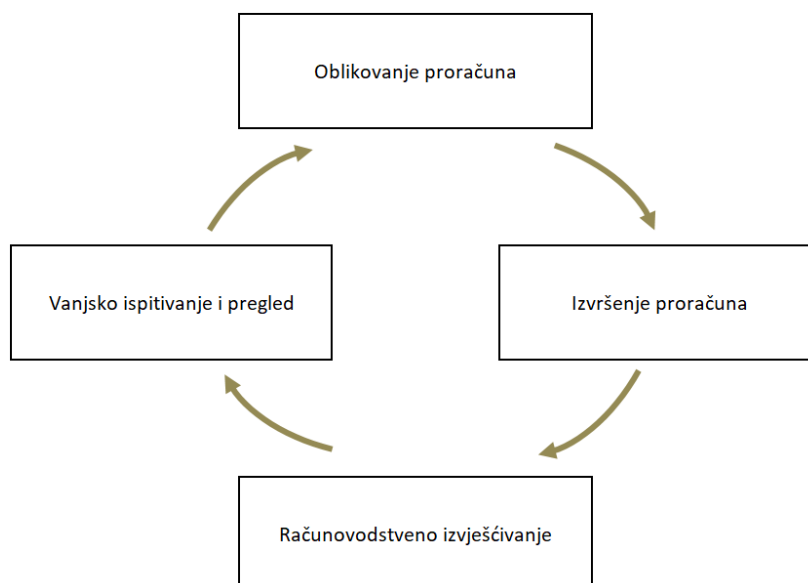 Oblikovanje proračuna
Vanjsko ispitivanje i pregled
Izvršenje proračuna
Računovodstveno izvješćivanje